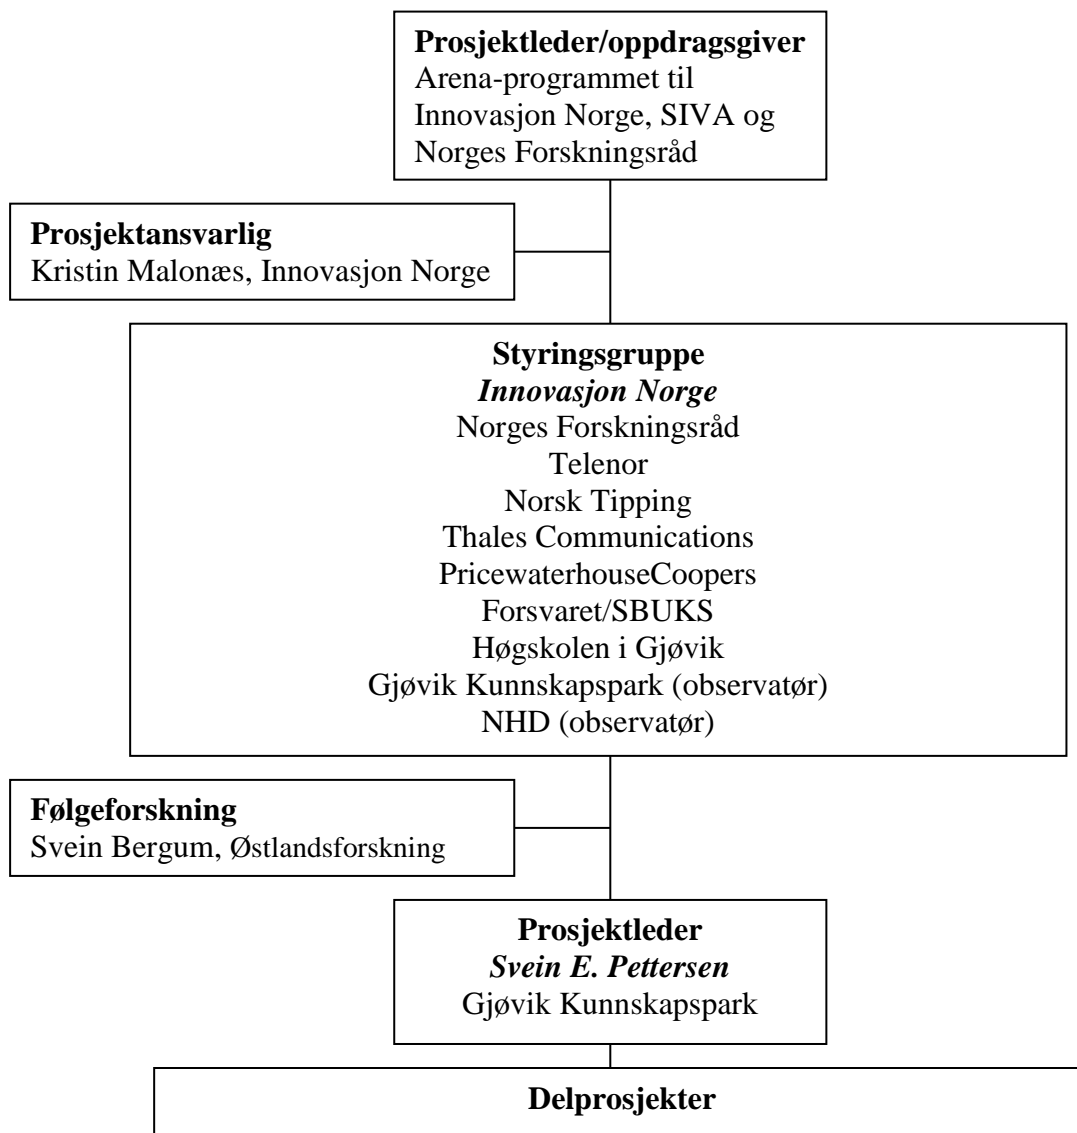 Prosjektleder/oppdragsgiver
Arena-programmet til
Innovasjon Norge, SIVA og
Norges Forskningsråd
Prosjektansvarlig
Kristin Malonæs, Innovasjon Norge
Styringsgruppe
Innovasjon Norge
Norges Forskningsråd
Telenor
Norsk Tipping
Thales Communications
PricewaterhouseCoopers
Forsvaret/SBUKS
Høgskolen i Gjøvik
Gjøvik Kunnskapspark (observatør)
NHD (observatør)
Følgeforskning
Svein Bergum, Østlandsforskning
Prosjektleder
Svein E. Pettersen
Gjøvik Kunnskapspark
Delprosjekter